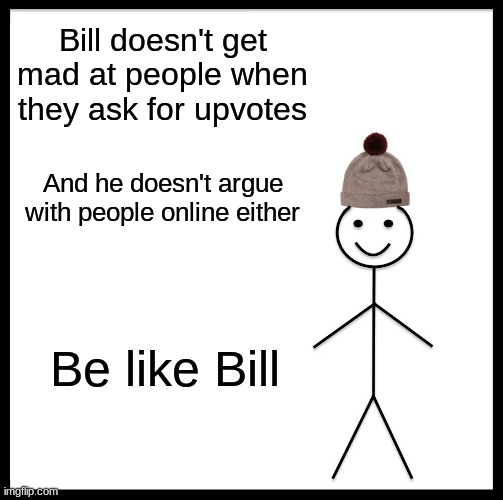 Bill doesn't get
mad at people when
they ask for upvotes
And he doesn't argue
with people online either
Be like Bill
imgflip.com